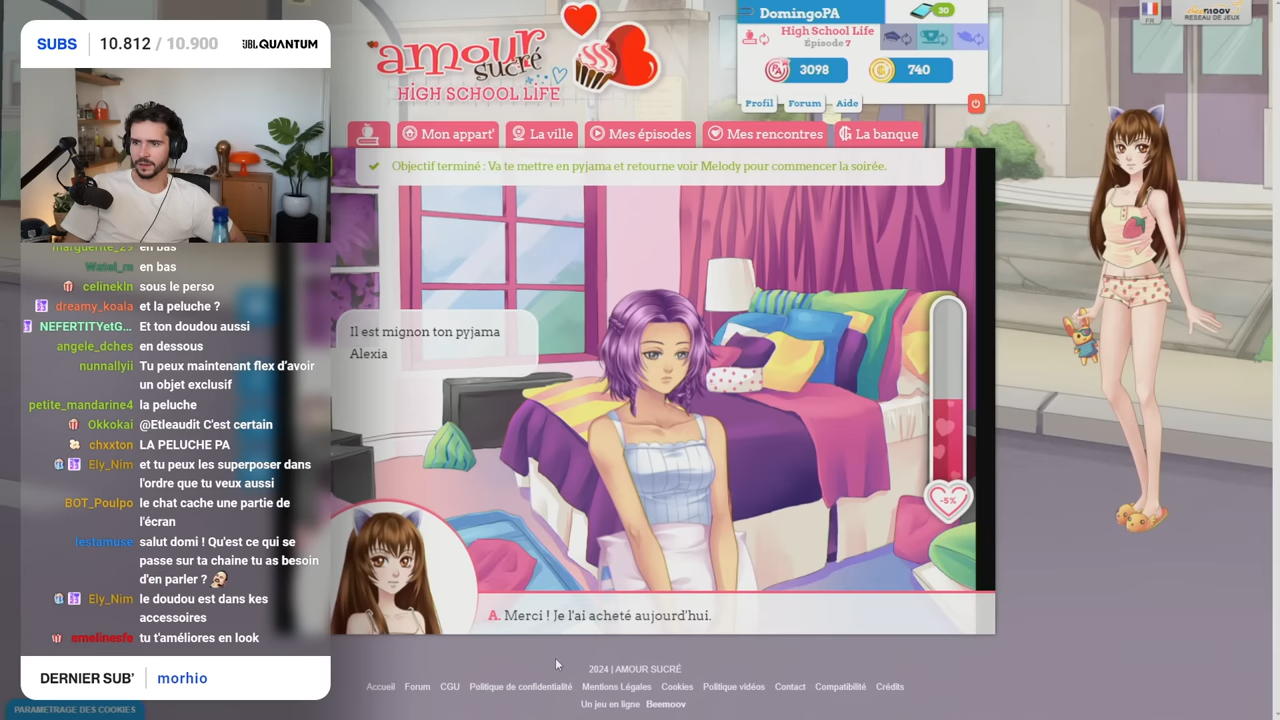 SUBS 10.812 / 10.900 JBL QUANTUM
marguerite_29 en bas
Watel_m en bas
celinekln sous le perso
dreamy_koala et la peluche ?
NEFERTITYetG... Et ton doudou aussi
angele_dches en dessous
nunnallyii Tu peux maintenant flex d'avoir
un objet exclusif
petite_mandarine4 la peluche
Okkokai @Etleaudit C'est certain
chxxton LA PELUCHE PA
Ely_Nim et tu peux les superposer dans
l'ordre que tu veux aussi
BOT_Poulpo le chat cache une partie de
l'écran
lestamuse salut domi ! Qu'est ce qui se
passe sur ta chaine tu as besoin
d'en parler ?
Ely_Nim le doudou est dans kes
accessoires
amelinesfe tu t'améliores en look
DERNIER SUB' morhio
PARAMETRAGE DES COOKIES
amour
sucré
HIGH SCHOOL LIFE
DomingoPA 30
High School Life
Épisode 7
PA 3098 740
Profil Forum Aide
FR
Beemoov
RESEAU DE JEUX
Mon appart' La ville Mes épisodes Mes rencontres La banque
Objectif terminé : Va te mettre en pyjama et retourne voir Melody pour commencer la soirée.
Il est mignon ton pyjama
Alexia
-5%
A. Merci ! Je l'ai acheté aujourd'hui.
2024 | AMOUR SUCRÉ
Accueil Forum CGU Politique de confidentialité Mentions Légales Cookies Politique vidéos Contact Compatibilité Crédits
Un jeu en ligne Beemoov